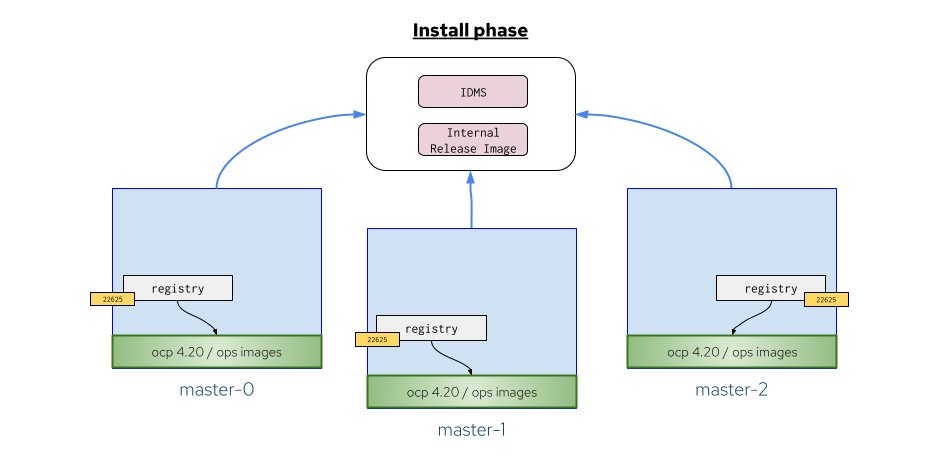 Install phase
IDMS
Internal
Release Image
registry
22625
ocp 4.20 / ops images
master-0
registry
22625
ocp 4.20 / ops images
master-1
registry
22625
ocp 4.20 / ops images
master-2